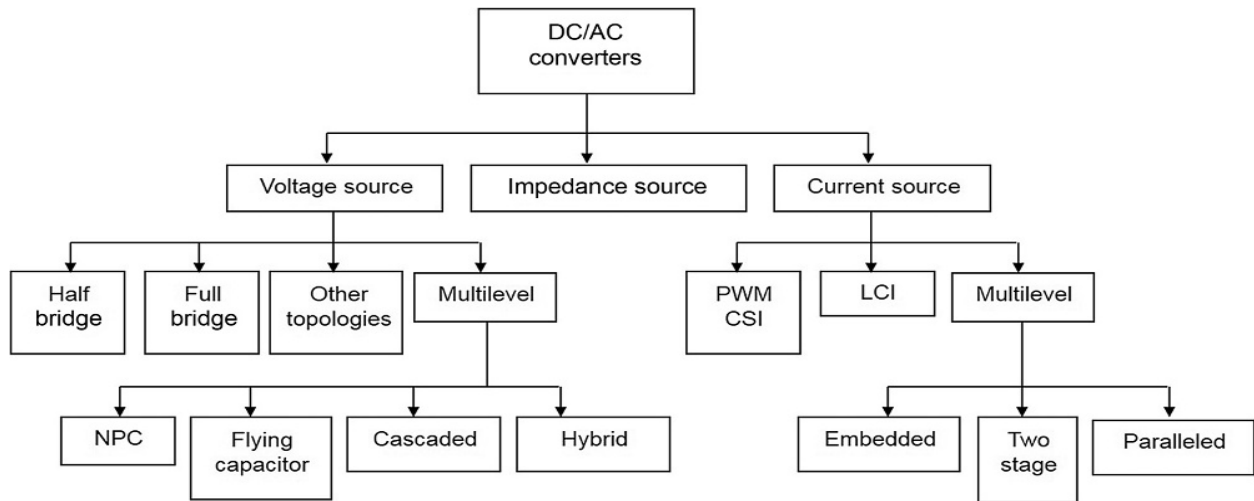 DC/AC
converters
Voltage source
Impedance source
Current source
Half
bridge
Full
bridge
Other
topologies
Multilevel
PWM
CSI
LCI
Multilevel
NPC
Flying
capacitor
Cascaded
Hybrid
Embedded
Two
stage
Paralleled